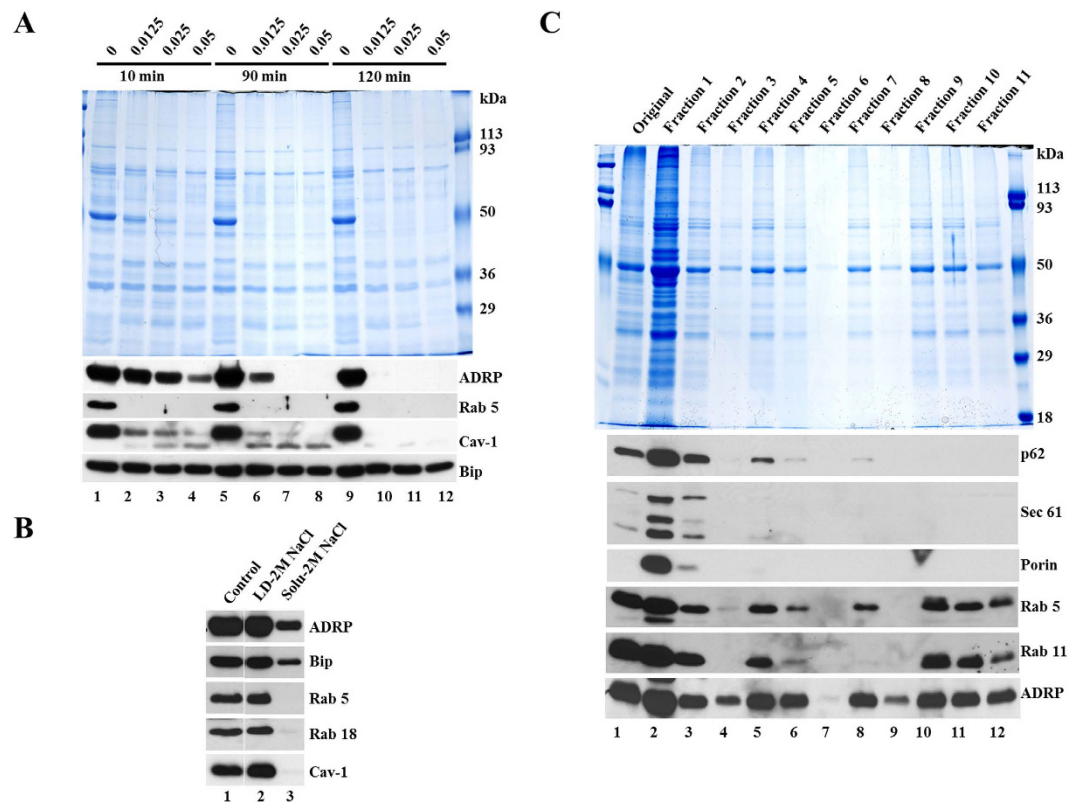 A
0 0.0125 0.025 0.05 0 0.0125 0.025 0.05 0 0.0125 0.025 0.05
10 min 90 min 120 min
kDa
113
93
50
36
29
ADRP
Rab 5
Cav-1
Bip
1 2 3 4 5 6 7 8 9 10 11 12
B
Control LD-2M NaCl Solu-2M NaCl
ADRP
Bip
Rab 5
Rab 18
Cav-1
1 2 3
C
Original Fraction 1 Fraction 2 Fraction 3 Fraction 4 Fraction 5 Fraction 6 Fraction 7 Fraction 8 Fraction 9 Fraction 10 Fraction 11
kDa
113
93
50
36
29
18
p62
Sec 61
Porin
Rab 5
Rab 11
ADRP
1 2 3 4 5 6 7 8 9 10 11 12